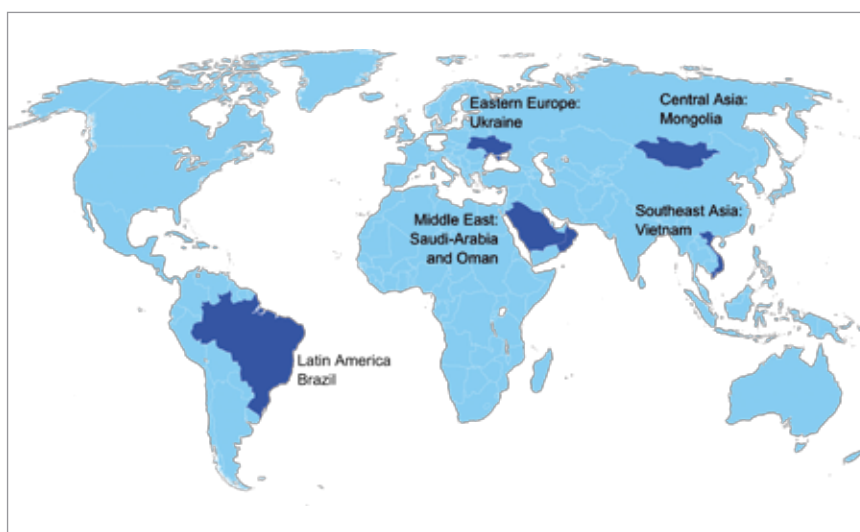 Eastern Europe:
Ukraine
Central Asia:
Mongolia
Middle East:
Saudi-Arabia
and Oman
Southeast Asia:
Vietnam
Latin America
Brazil